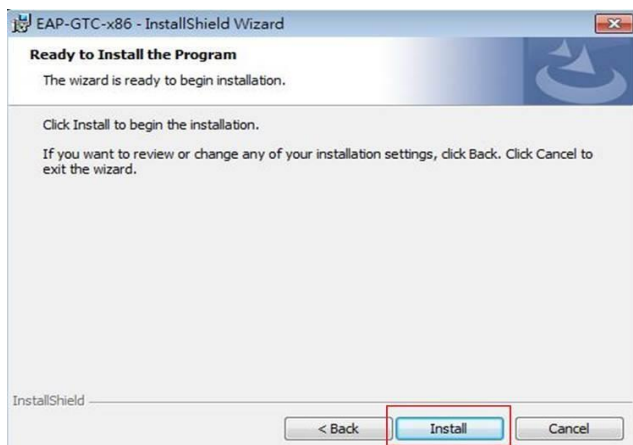 EAP-GTC-x86 - InstallShield Wizard
Ready to Install the Program
The wizard is ready to begin installation.
Click Install to begin the installation.
If you want to review or change any of your installation settings, click Back. Click Cancel to
exit the wizard.
InstallShield
< Back Install Cancel